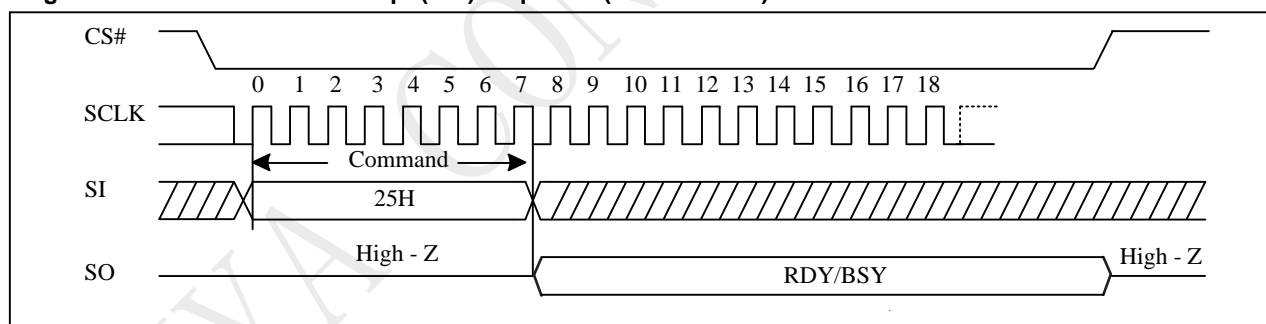 CS#
0 1 2 3 4 5 6 7 8 9 10 11 12 13 14 15 16 17 18
SCLK
Command
SI
25H
High - Z
High - Z
SO
RDY/BSY